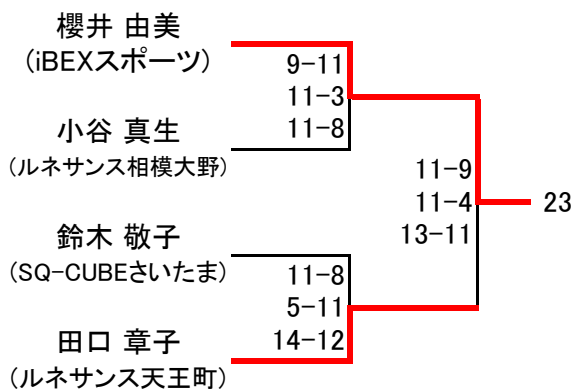 櫻井 由美
(iBEXスポーツ)
9-11
11-3
11-8
小谷 真生
(ルネサンス相模大野)
11-9
11-4
13-11
23
鈴木 敬子
(SQ-CUBEさいたま)
11-8
5-11
14-12
田口 章子
(ルネサンス天王町)